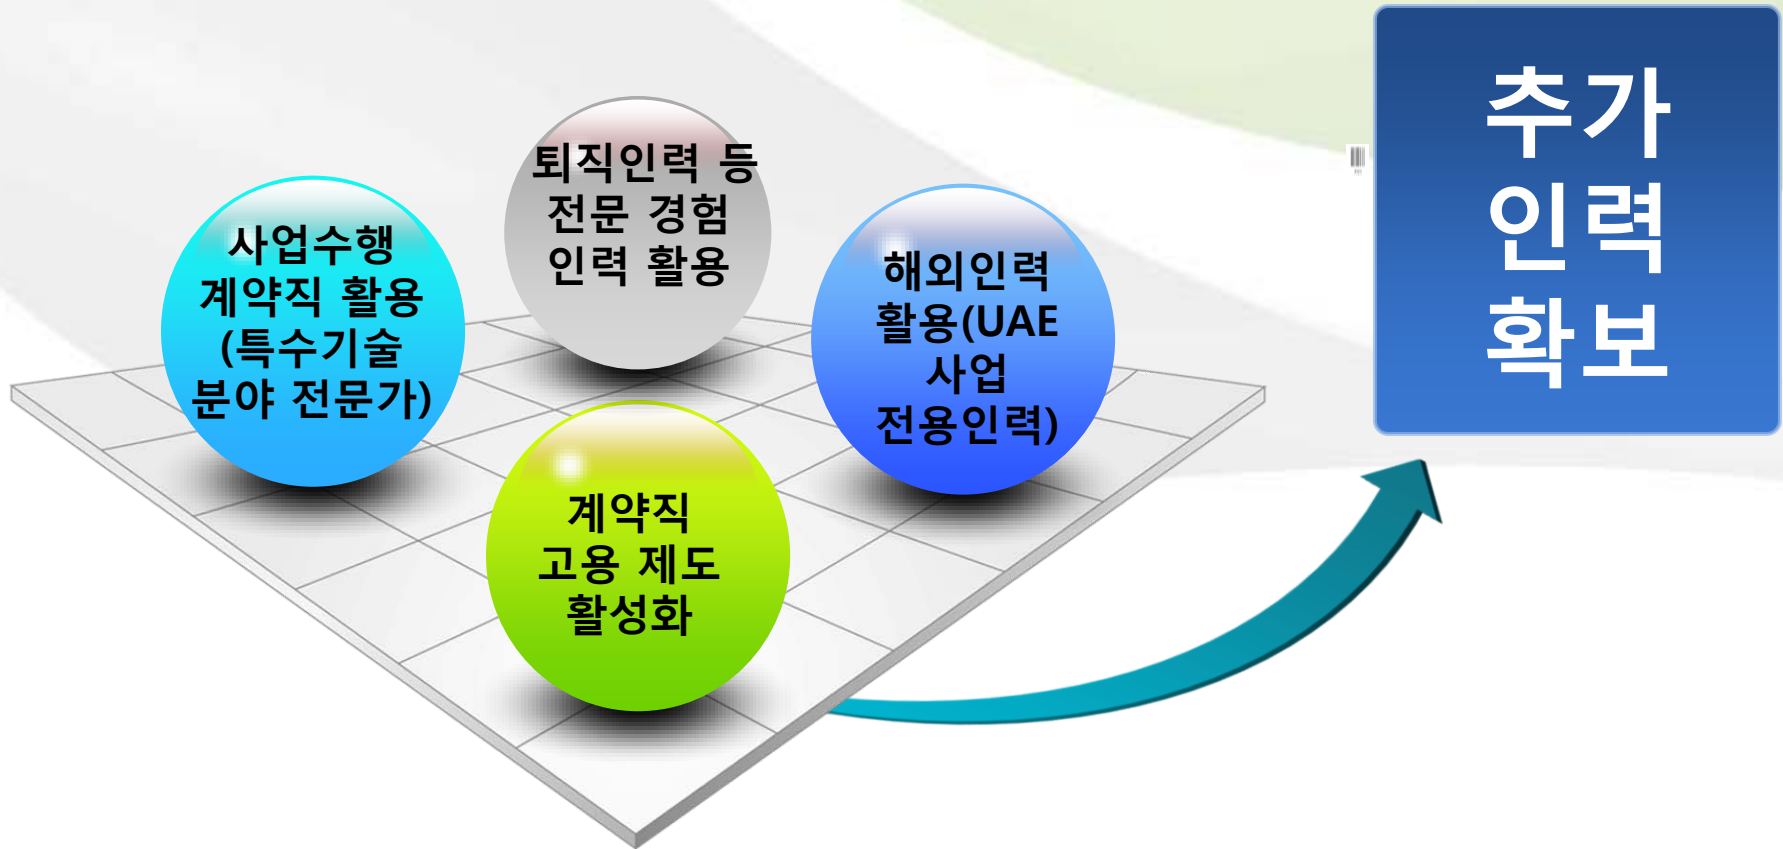 퇴직인력 등
전문 경험
인력 활용
사업수행
계약직 활용
(특수기술
분야 전문가)
해외인력
활용(UAE
사업
전용인력)
계약직
고용 제도
활성화
추가
인력
확보